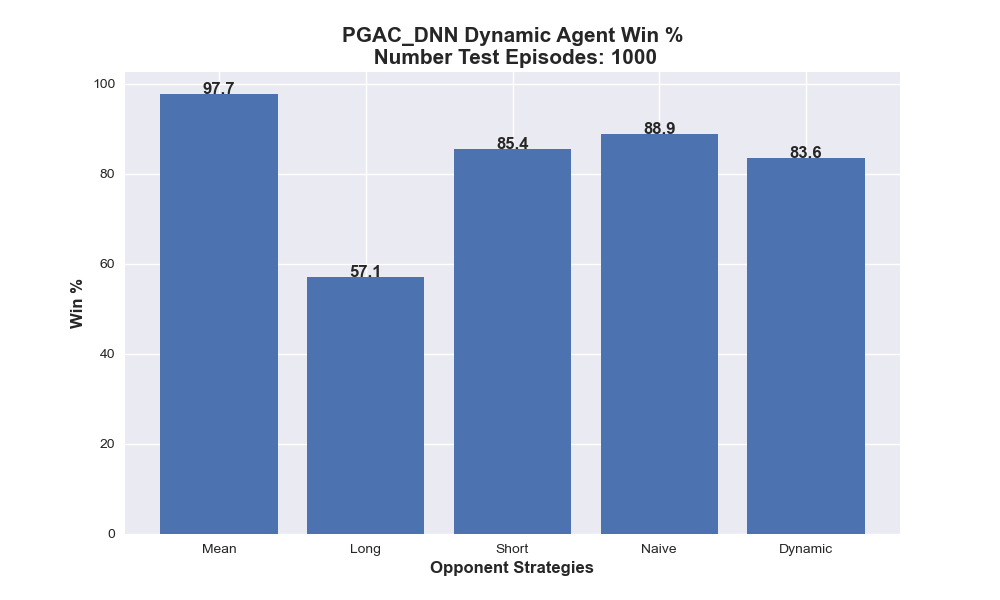 PGAC_DNN Dynamic Agent Win %
Number Test Episodes: 1000
100
80
60
40
20
0
Win %
97.7
57.1
85.4
88.9
83.6
Mean
Long
Short
Naive
Dynamic
Opponent Strategies